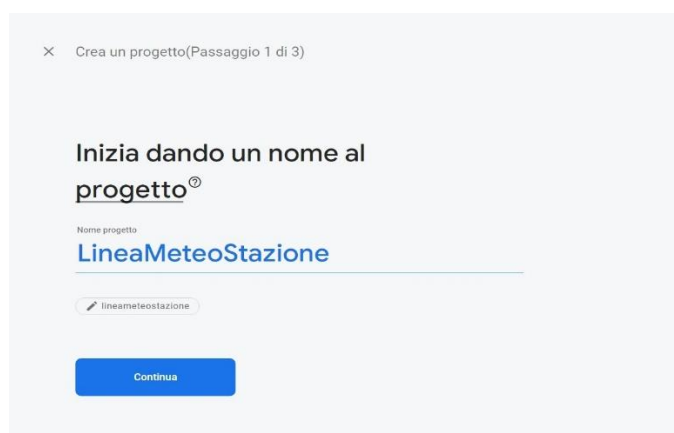 Crea un progetto(Passaggio 1 di 3)
Inizia dando un nome al
progetto
Nome progetto
LineaMeteoStazione
lineameteostazione
Continua